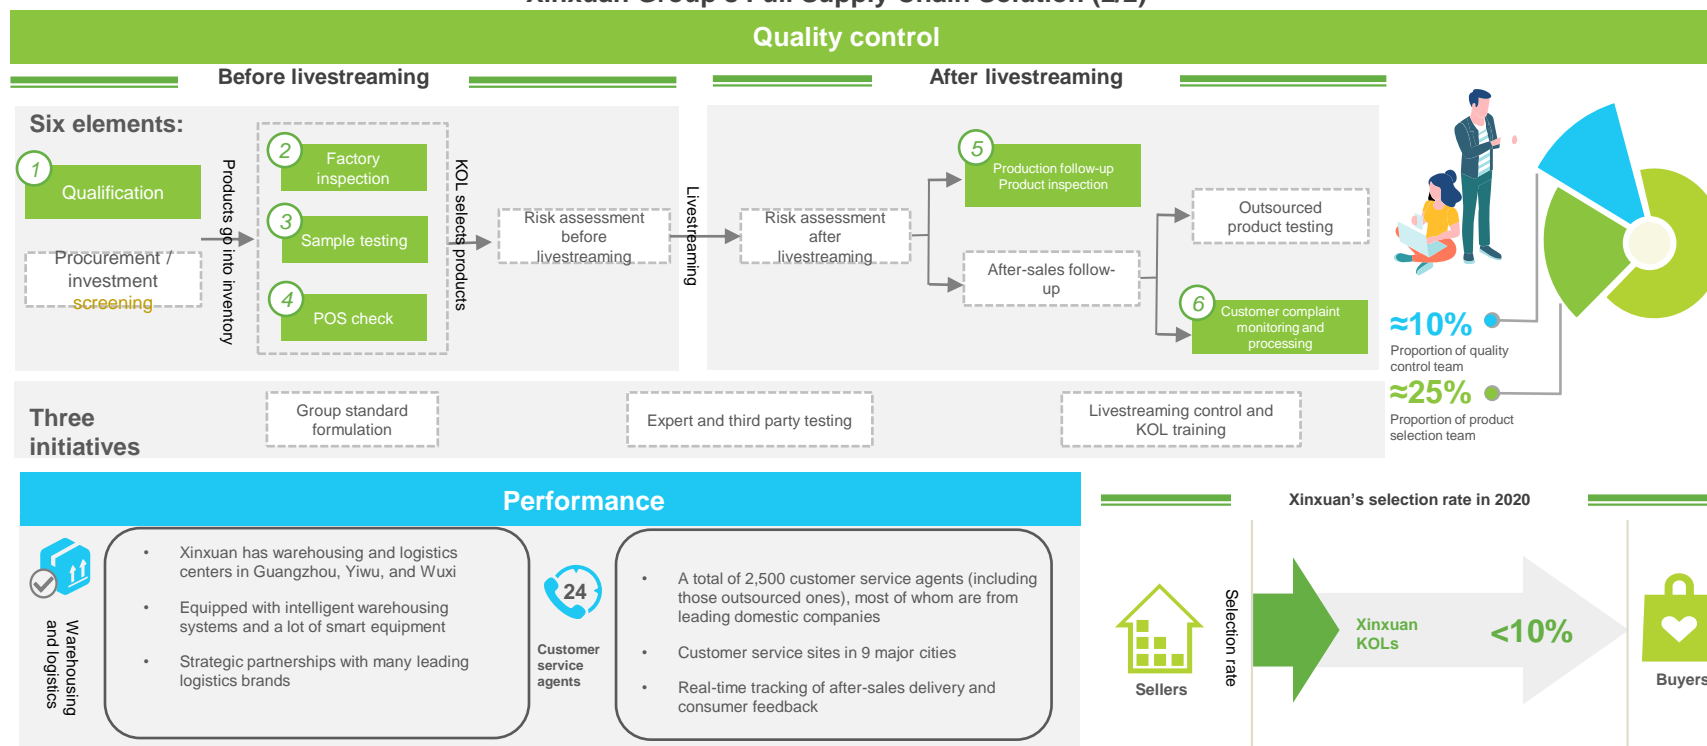 Xinxuan Group's Full Supply Chain Solution (2/2)
Quality control
Before livestreaming
After livestreaming
Six elements:
1
Qualification
Procurement /
investment
screening
Products go into inventory
2
Factory
inspection
3
Sample testing
4
POS check
KOL selects products
Risk assessment
before
livestreaming
Livestreaming
Risk assessment
after
livestreaming
5
Production follow-up
Product inspection
After-sales follow-
up
Outsourced
product testing
6
Customer complaint
monitoring and
processing
≈10%
Proportion of quality
control team
≈25%
Proportion of product
selection team
Three
initiatives
Group standard
formulation
Expert and third party testing
Livestreaming control and
KOL training
Performance
Warehousing
and logistics
• Xinxuan has warehousing and logistics
centers in Guangzhou, Yiwu, and Wuxi
• Equipped with intelligent warehousing
systems and a lot of smart equipment
• Strategic partnerships with many leading
logistics brands
24
Customer
service
agents
• A total of 2,500 customer service agents (including
those outsourced ones), most of whom are from
leading domestic companies
• Customer service sites in 9 major cities
• Real-time tracking of after-sales delivery and
consumer feedback
Xinxuan's selection rate in 2020
Sellers
Selection rate
Xinxuan
KOLs
<10%
Buyers